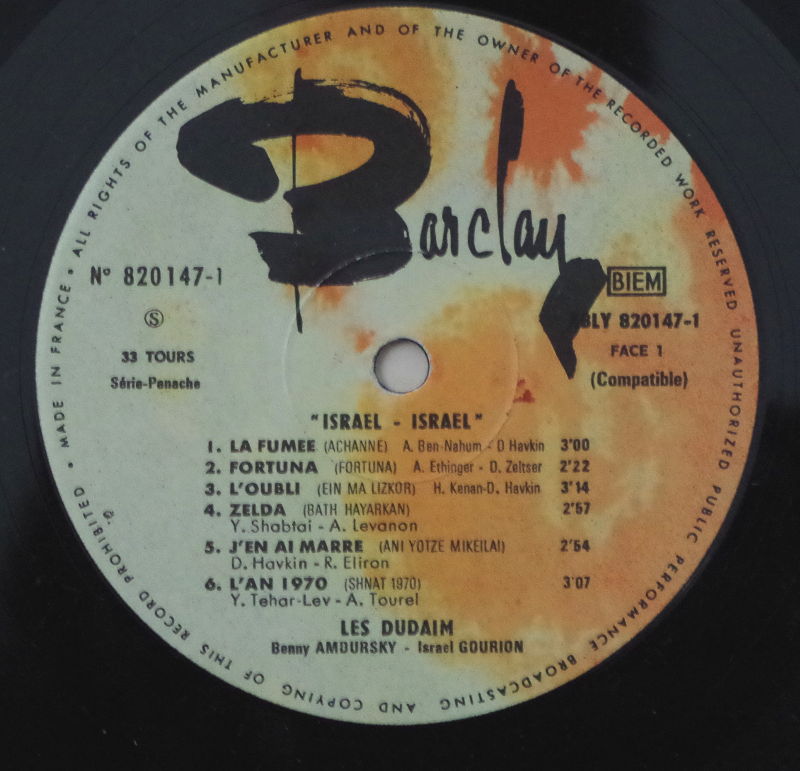 ALL RIGHTS OF THE MANUFACTURER AND OF THE OWNER OF THE RECORDED WORK RESERVED UNAUTHORIZED PUBLIC PERFORMANCE BROADCASTING AND COPYING OF THIS RECORD PROHIBITED • MADE IN FRANCE •
Barclay
N° 820147-1
BIEM
Ⓢ
BLY 820147-1
33 TOURS
FACE 1
Série-Panache
(Compatible)
"ISRAEL - ISRAEL"
1. LA FUMEE (ACHANNE) A. Ben-Nahum - D Havkin 3'00
2. FORTUNA (FORTUNA) A. Ethinger - D. Zeltser 2'22
3. L'OUBLI (EIN MA LIZKOR) H. Kenan-D. Havkin 3'14
4. ZELDA (BATH HAYARKAN) 2'57
Y. Shabtai - A. Levanon
5. J'EN AI MARRE (ANI YOTZE MIKEILAI) 2'54
D. Havkin - R. Eliron
6. L'AN 1970 (SHNAT 1970) 3'07
Y. Tehar-Lev - A. Tourel
LES DUDAIM
Benny AMDURSKY - Israel GOURION